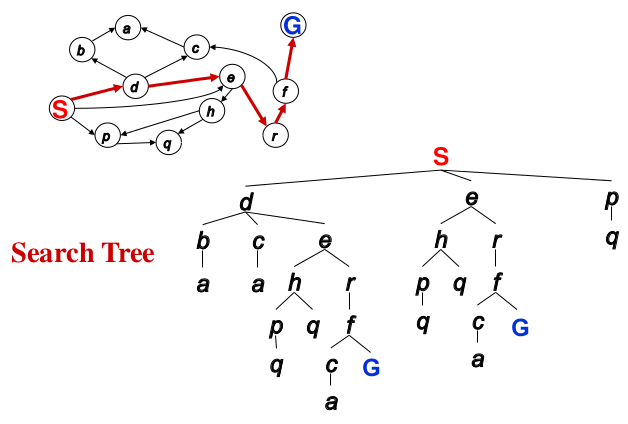 G
a
b
c
e
d
f
S
h
p
q
r
S
d e p
b c e h r q
Search Tree
a a h r p q f
p q f q c G
q c G a
a